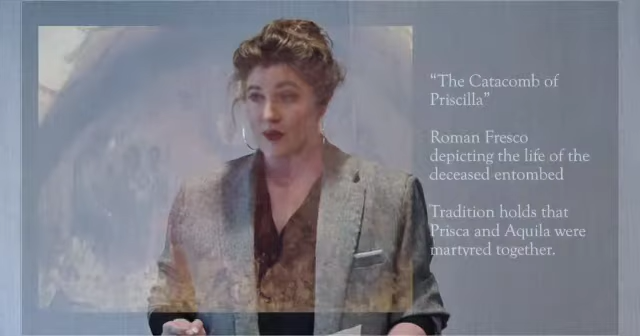 “The Catacomb of
Priscilla”
Roman Fresco
depicting the life of the
deceased entombed
Tradition holds that
Prisca and Aquila were
martyred together.